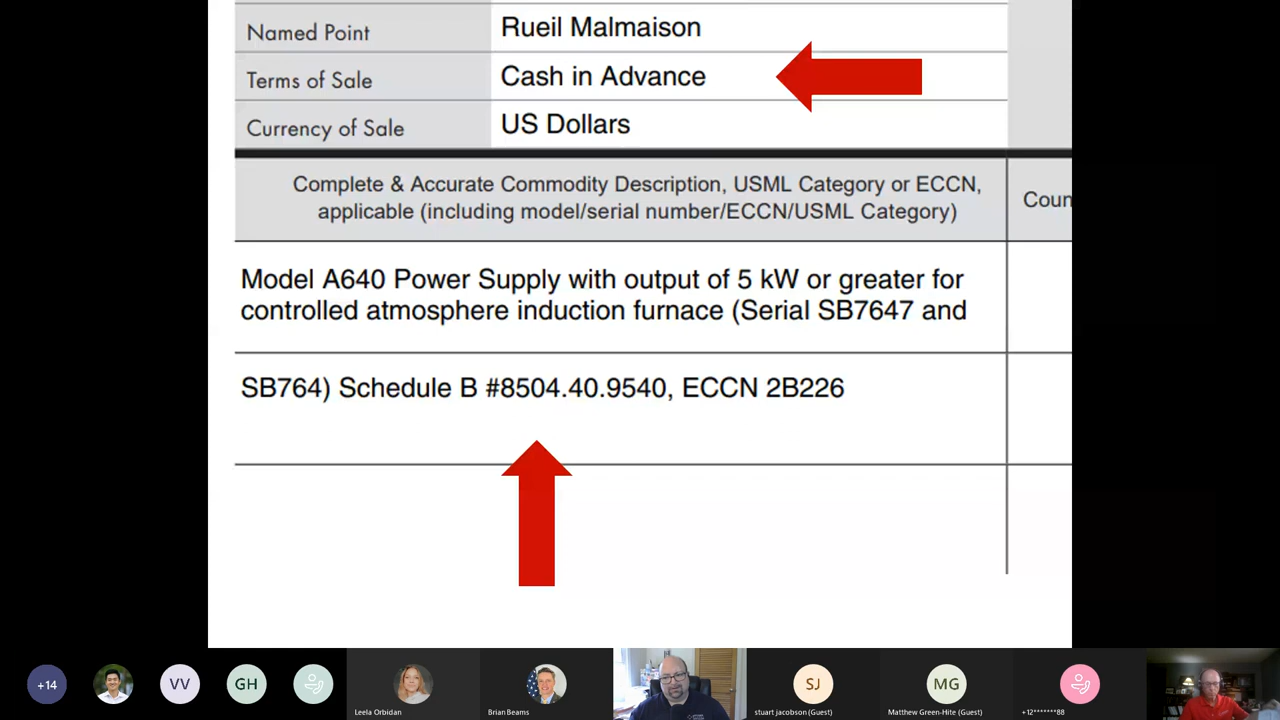 Named Point
Rueil Malmaison
Terms of Sale
Cash in Advance
Currency of Sale
US Dollars
Complete & Accurate Commodity Description, USML Category or ECCN,
applicable (including model/serial number/ECCN/USML Category)
Coun
Model A640 Power Supply with output of 5 kW or greater for
controlled atmosphere induction furnace (Serial SB7647 and
SB764) Schedule B #8504.40.9540, ECCN 2B226
+14
VV
GH
Leela Orbidan
Brian Beams
SJ
stuart jacobson (Guest)
MG
Matthew Green-Hite (Guest)
+12*******88